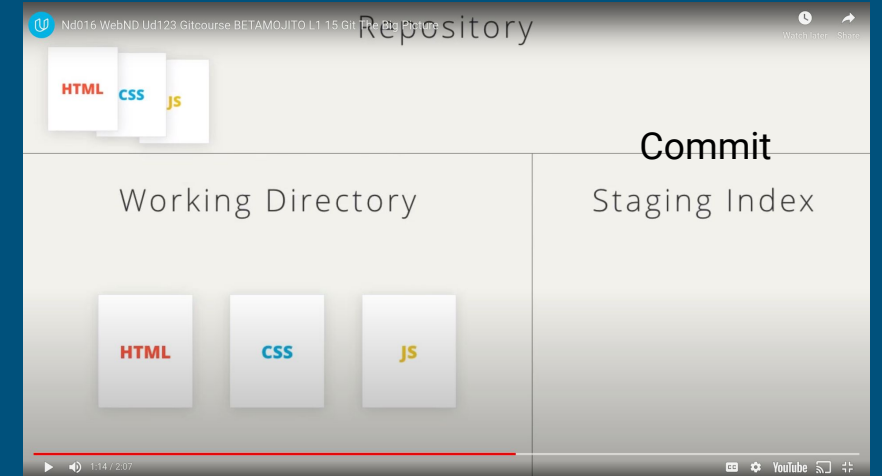 Nd016 WebND Ud123 Gitcourse BETAMOJITO L1 15 Git The Big Picture
Repository
Watch later
Share
HTML
CSS
JS
Commit
Working Directory
Staging Index
HTML
CSS
JS
1:14 / 2:07
CC
YouTube